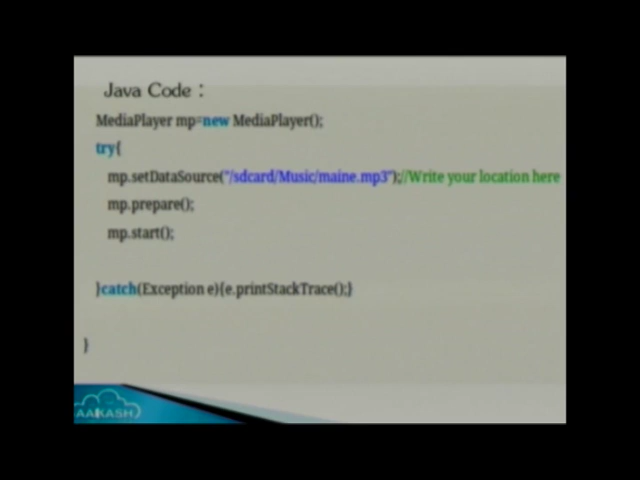 Java Code :
MediaPlayer mp=new MediaPlayer();
try{
mp.setDataSource("/sdcard/Music/maine.mp3");//Write your location here
mp.prepare();
mp.start();
}catch(Exception e){e.printStackTrace();}
}
AAKASH